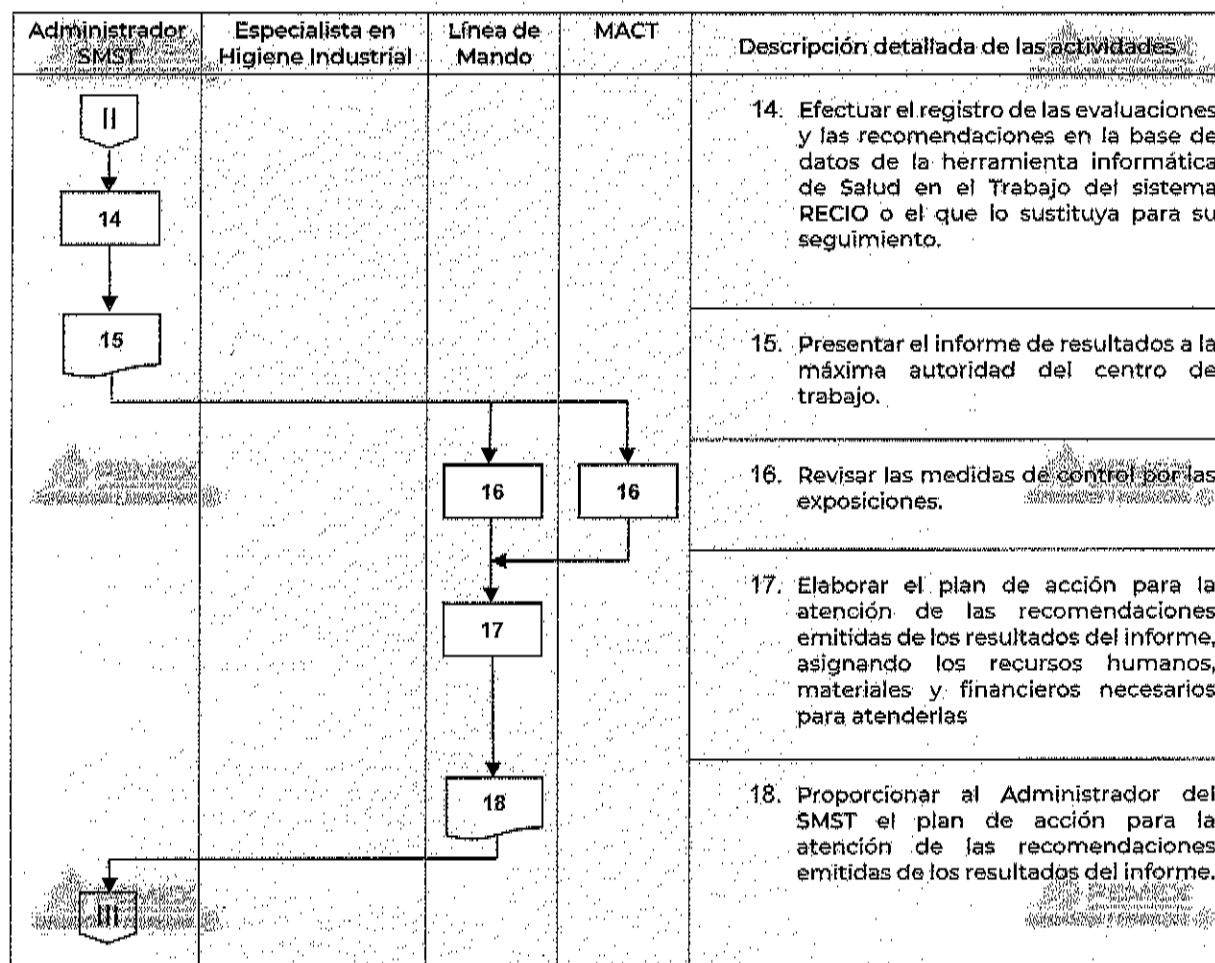 Administrador
SMST
Especialista en
Higiene Industrial
Línea de
Mando
MACT
Descripción detallada de las actividades
II
14
15
16
16
17
18
III
14. Efectuar el registro de las evaluaciones
y las recomendaciones en la base de
datos de la herramienta informática
de Salud en el Trabajo del sistema
RECIO o el que lo sustituya para su
seguimiento.
15. Presentar el informe de resultados a la
máxima autoridad del centro de
trabajo.
16. Revisar las medidas de control por las
exposiciones.
17. Elaborar el plan de acción para la
atención de las recomendaciones
emitidas de los resultados del informe,
asignando los recursos humanos,
materiales y financieros necesarios
para atenderlas
18. Proporcionar al Administrador del
SMST el plan de acción para la
atención de las recomendaciones
emitidas de los resultados del informe.